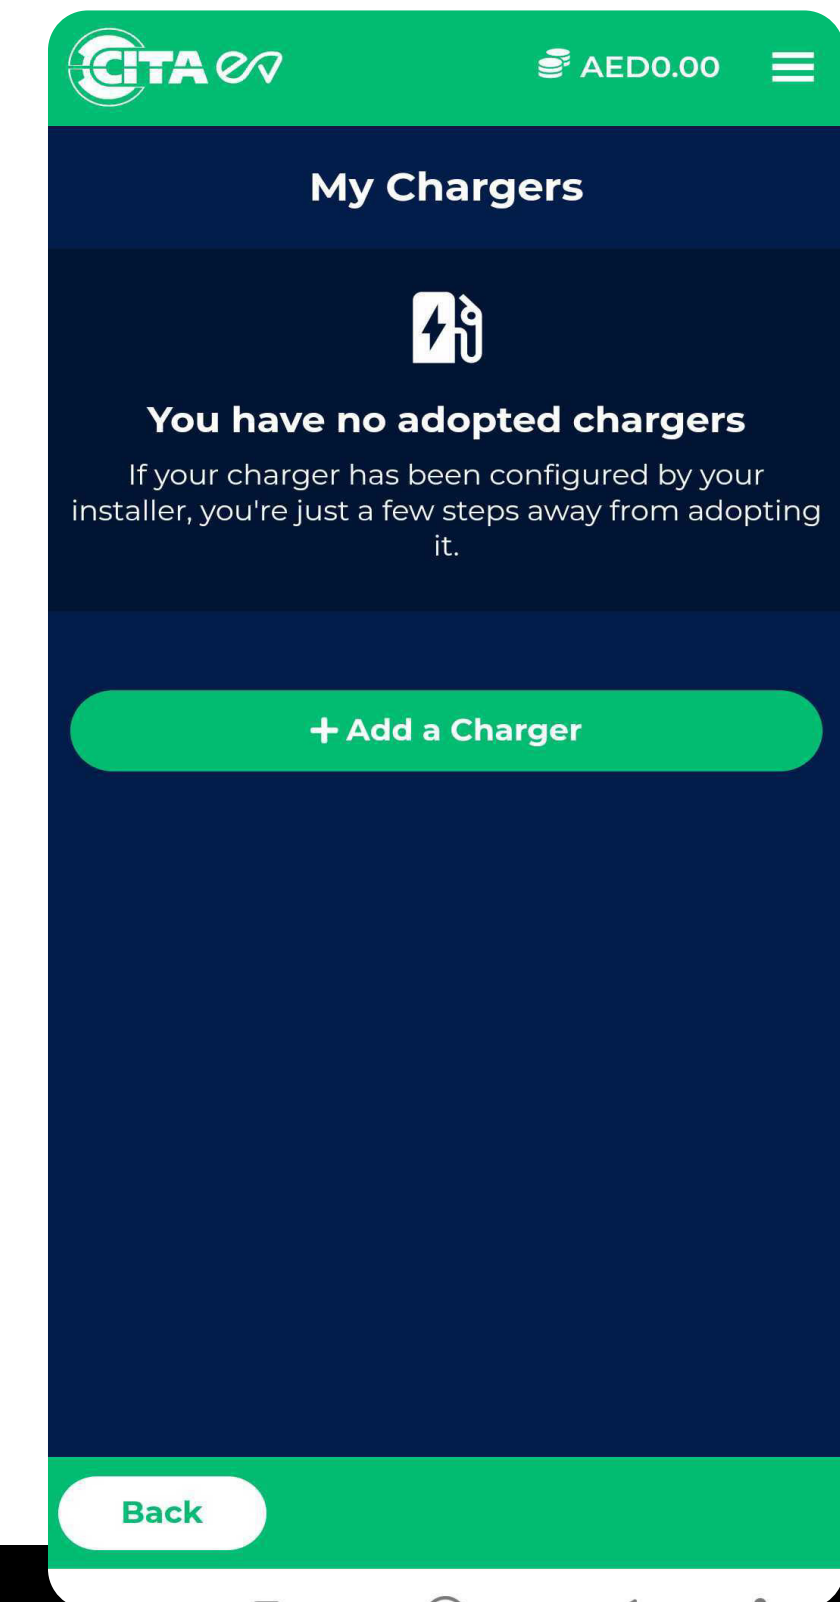 CITA ev
AED0.00
My Chargers
You have no adopted chargers
If your charger has been configured by your
installer, you're just a few steps away from adopting
it.
+ Add a Charger
Back